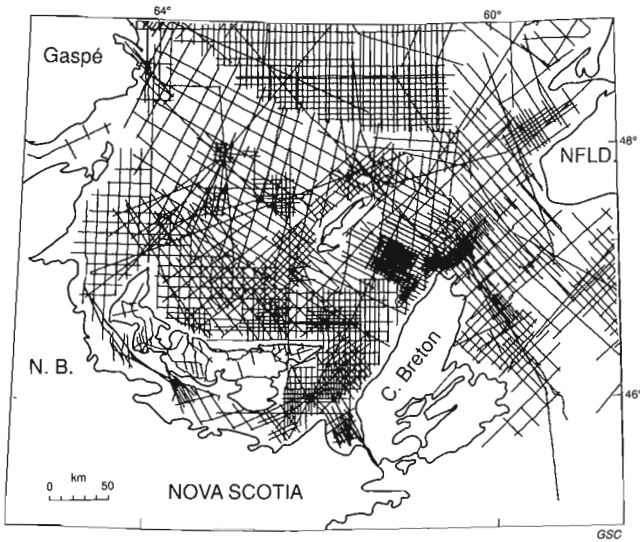 64°
60°
Gaspé
48°
NFLD.
N. B.
C. Breton
46°
km
0 50
NOVA SCOTIA
GSC